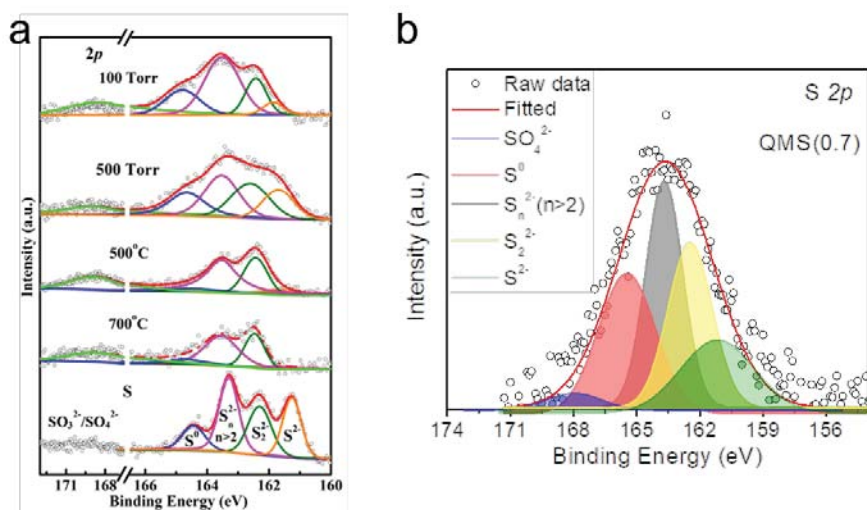 a
2p
100 Torr
500 Torr
500°C
700°C
S
SO₃²⁻/SO₄²⁻
S⁰
Sₙ²⁻
n>2
S₂²⁻
S²⁻
Intensity (a.u.)
171 168 166 164 162 160
Binding Energy (eV)
b
Raw data
Fitted
SO₄²⁻
S⁰
Sₙ²⁻(n>2)
S₂²⁻
S²⁻
S 2p
QMS(0.7)
Intensity (a.u.)
174 171 168 165 162 159 156
Binding Energy (eV)